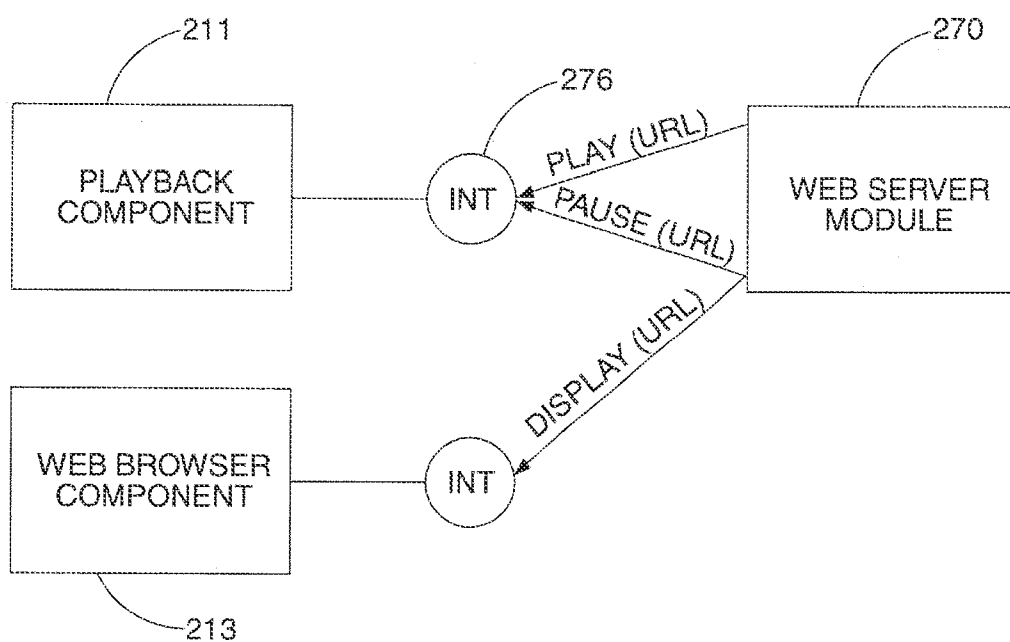 211
270
276
PLAYBACK
COMPONENT
INT
PLAY (URL)
PAUSE (URL)
WEB SERVER
MODULE
DISPLAY (URL)
WEB BROWSER
COMPONENT
INT
213